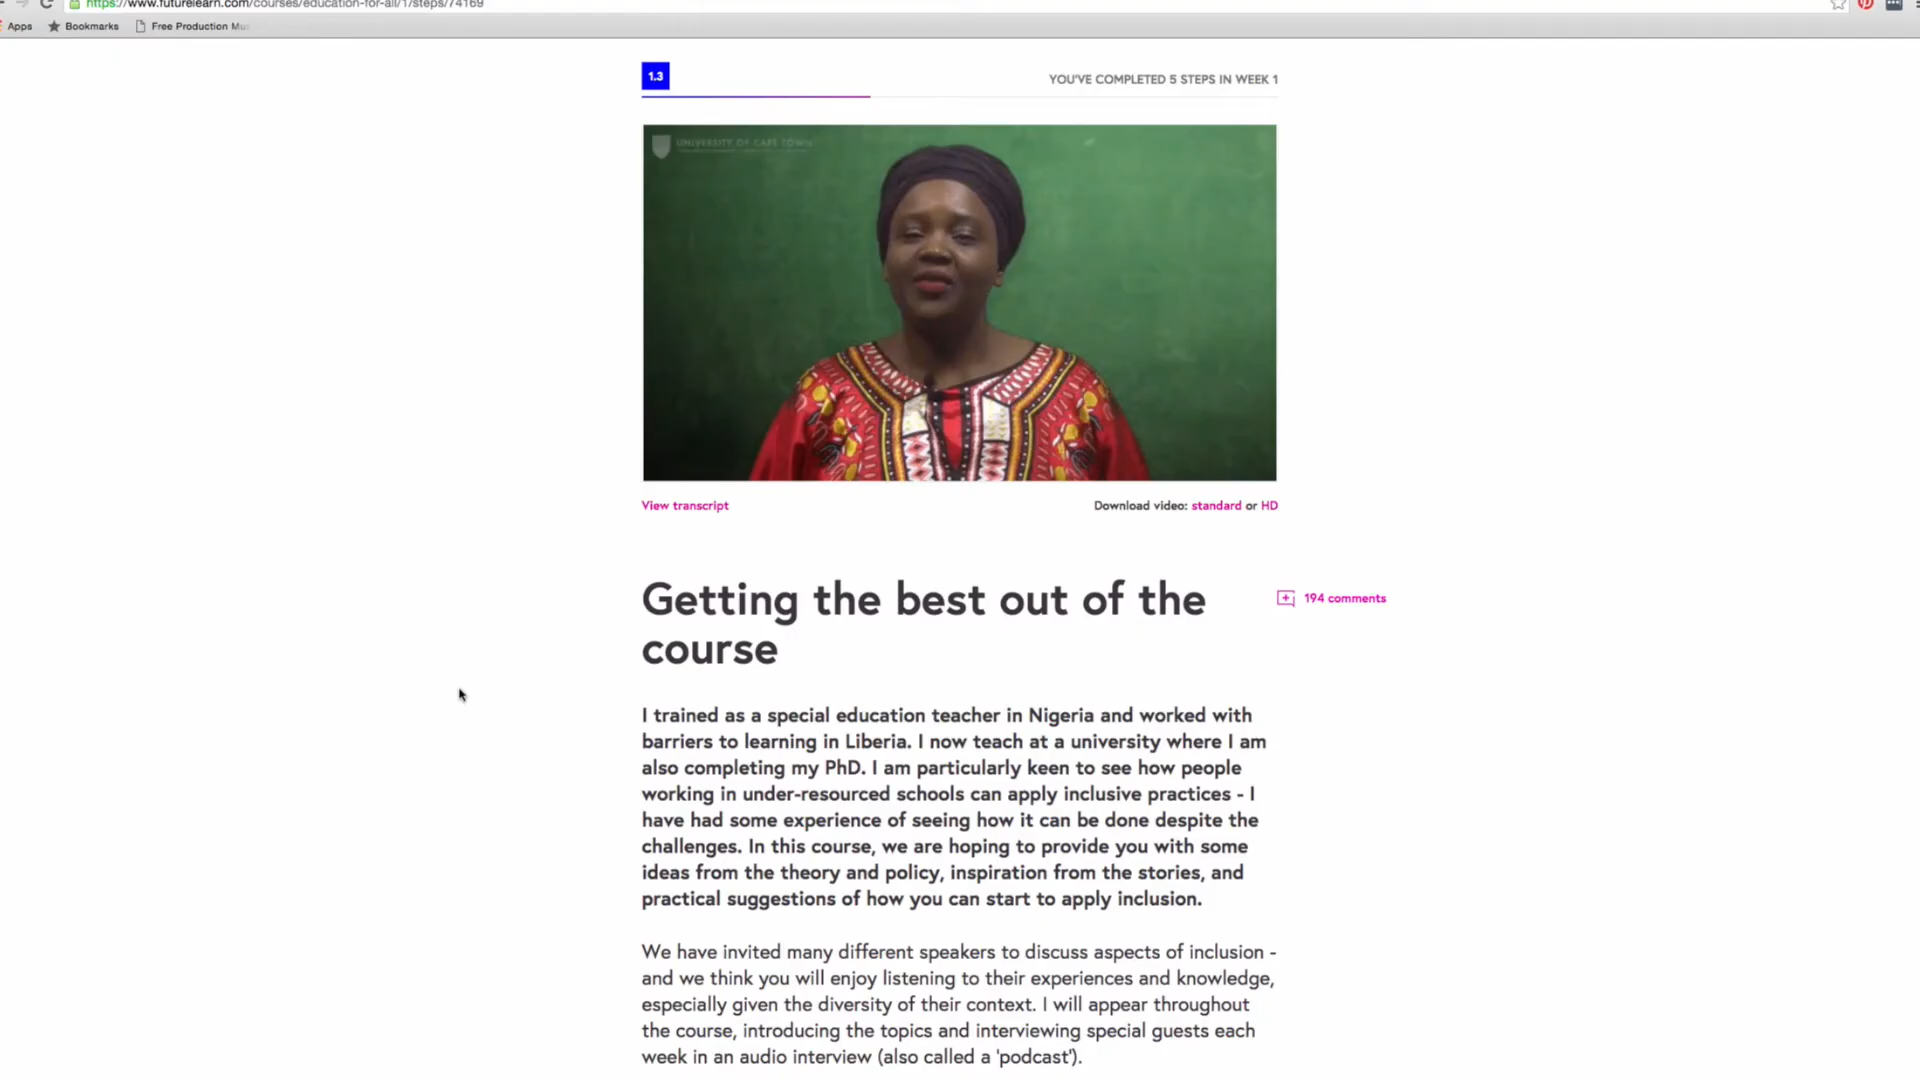 https://www.futurelearn.com/courses/education-for-all/1/steps/74169
Apps Bookmarks Free Production Mu
1.3 YOU'VE COMPLETED 5 STEPS IN WEEK 1
UNIVERSITY OF CAPE TOWN
View transcript Download video: standard or HD
Getting the best out of the
course
194 comments
I trained as a special education teacher in Nigeria and worked with
barriers to learning in Liberia. I now teach at a university where I am
also completing my PhD. I am particularly keen to see how people
working in under-resourced schools can apply inclusive practices - I
have had some experience of seeing how it can be done despite the
challenges. In this course, we are hoping to provide you with some
ideas from the theory and policy, inspiration from the stories, and
practical suggestions of how you can start to apply inclusion.
We have invited many different speakers to discuss aspects of inclusion -
and we think you will enjoy listening to their experiences and knowledge,
especially given the diversity of their context. I will appear throughout
the course, introducing the topics and interviewing special guests each
week in an audio interview (also called a 'podcast').